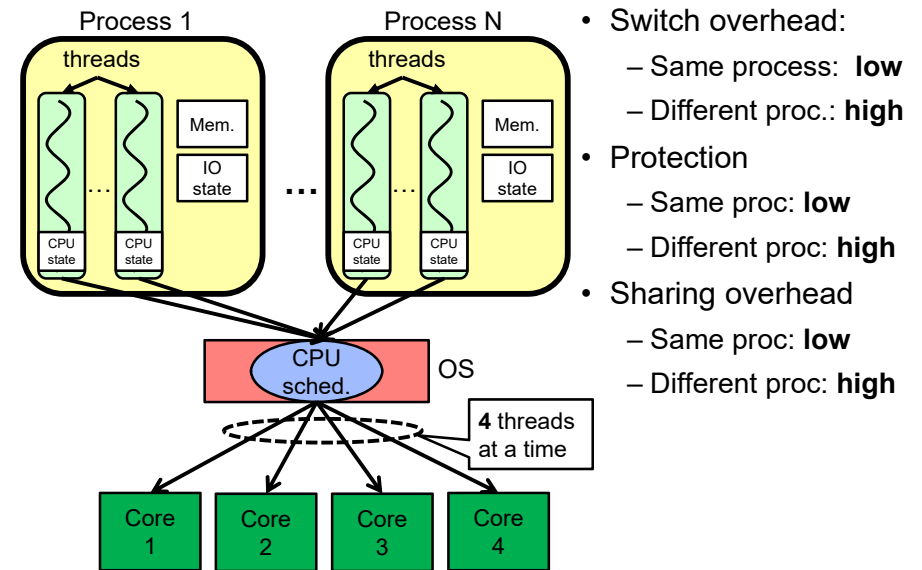 Process 1
threads
Mem.
IO
state
...
CPU
state
CPU
state
...
Process N
threads
Mem.
IO
state
...
CPU
state
CPU
state
CPU
sched.
OS
4 threads
at a time
Core
1
Core
2
Core
3
Core
4
• Switch overhead:
– Same process: low
– Different proc.: high
• Protection
– Same proc: low
– Different proc: high
• Sharing overhead
– Same proc: low
– Different proc: high